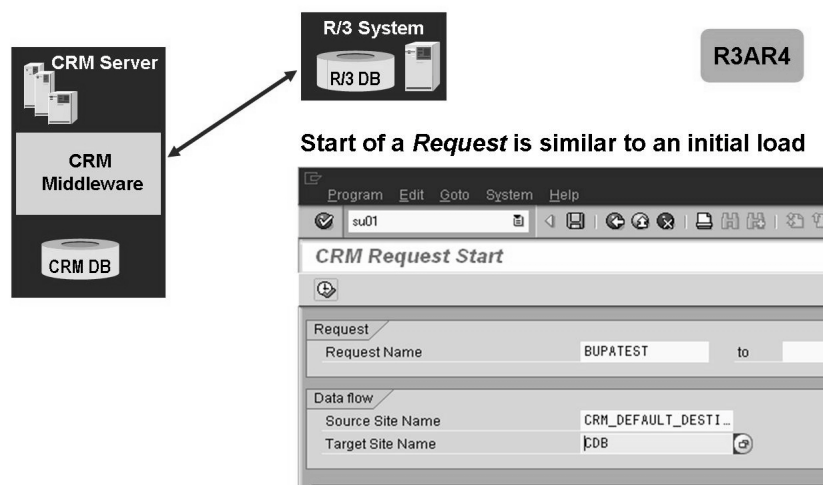 CRM Server
CRM
Middleware
CRM DB
R/3 System
R/3 DB
R3AR4
Start of a Request is similar to an initial load
Program Edit Goto System Help
su01
CRM Request Start
Request
Request Name BUPATEST to
Data flow
Source Site Name CRM_DEFAULT_DESTI…
Target Site Name CDB